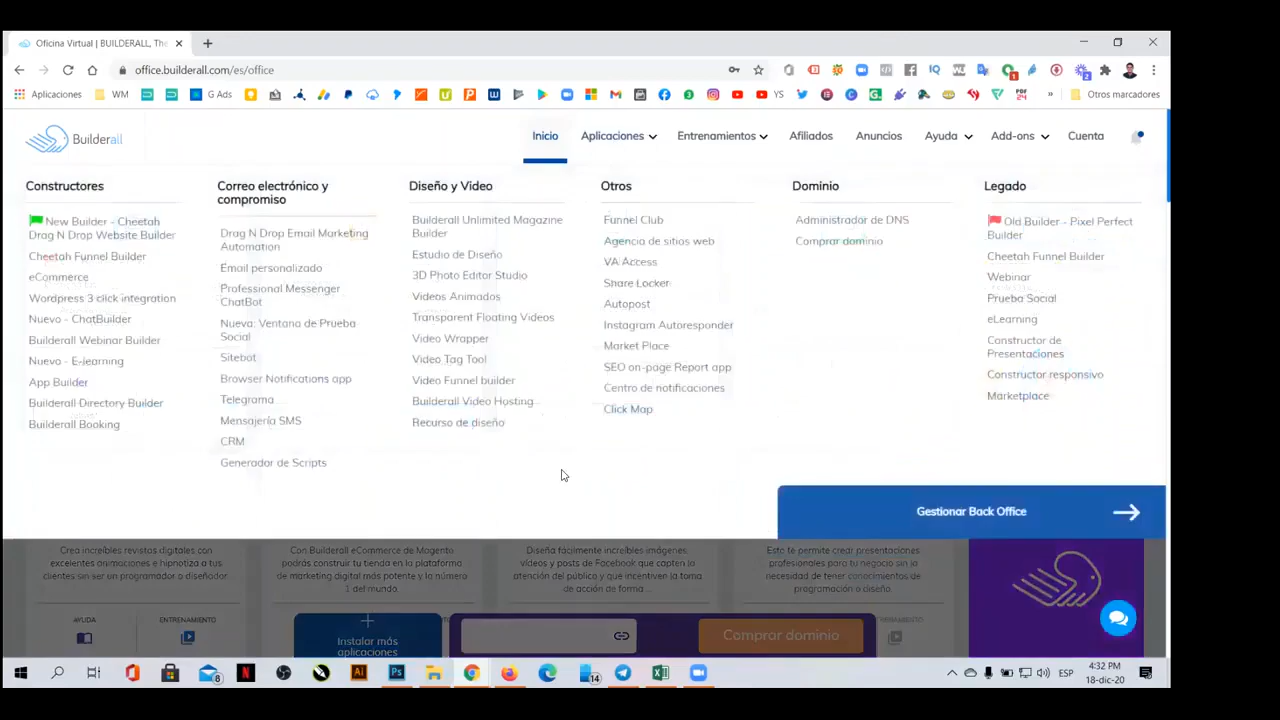 Oficina Virtual | BUILDERALL, The
office.builderall.com/es/office
Aplicaciones
WM
G Ads
YS
Otros marcadores
Builderall
Inicio
Aplicaciones
Entrenamientos
Afiliados
Anuncios
Ayuda
Add-ons
Cuenta
Constructores
New Builder - Cheetah
Drag N Drop Website Builder
Cheetah Funnel Builder
eCommerce
Wordpress 3 click integration
Nuevo - ChatBuilder
Builderall Webinar Builder
Nuevo - E-learning
App Builder
Builderall Directory Builder
Builderall Booking
Correo electrónico y
compromiso
Drag N Drop Email Marketing
Automation
Email personalizado
Professional Messenger
ChatBot
Nueva: Ventana de Prueba
Social
Sitebot
Browser Notifications app
Telegrama
Mensajería SMS
CRM
Generador de Scripts
Diseño y Video
Builderall Unlimited Magazine
Builder
Estudio de Diseño
3D Photo Editor Studio
Videos Animados
Transparent Floating Videos
Video Wrapper
Video Tag Tool
Video Funnel builder
Builderall Video Hosting
Recurso de diseño
Otros
Funnel Club
Agencia de sitios web
VA Access
Share Locker
Autopost
Instagram Autoresponder
Market Place
SEO on-page Report app
Centro de notificaciones
Click Map
Dominio
Administrador de DNS
Comprar dominio
Legado
Old Builder - Pixel Perfect
Builder
Cheetah Funnel Builder
Webinar
Prueba Social
eLearning
Constructor de
Presentaciones
Constructor responsivo
Marketplace
Gestionar Back Office
Crea increíbles revistas digitales con
excelentes animaciones e hipnotiza a tus
clientes sin ser un programador o diseñador
Con Builderall eCommerce de Magento
podrás construir tu tienda en la plataforma
de marketing digital más potente y la número
1 del mundo.
Diseña fácilmente increíbles imágenes,
videos y posts de Facebook que capten la
atención del público y que incentiven la toma
de acción de forma ...
Esto te permite crear presentaciones
profesionales para tu negocio sin la
necesidad de tener conocimientos de
programación o diseño.
AYUDA
ENTRENAMIENTO
Instalar más
aplicaciones
Comprar dominio
ESP
4:32 PM
18-dic-20